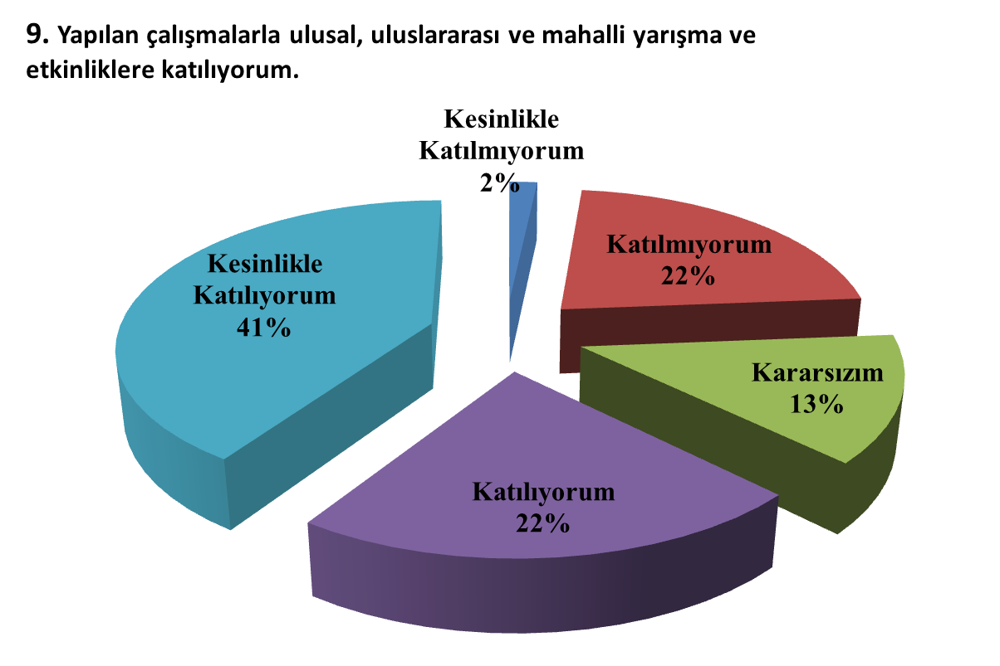 9. Yapılan çalışmalarla ulusal, uluslararası ve mahalli yarışma ve
etkinliklere katılıyorum.
Kesinlikle
Katılmıyorum
2%
Katılmıyorum
22%
Kesinlikle
Katılıyorum
41%
Kararsızım
13%
Katılıyorum
22%